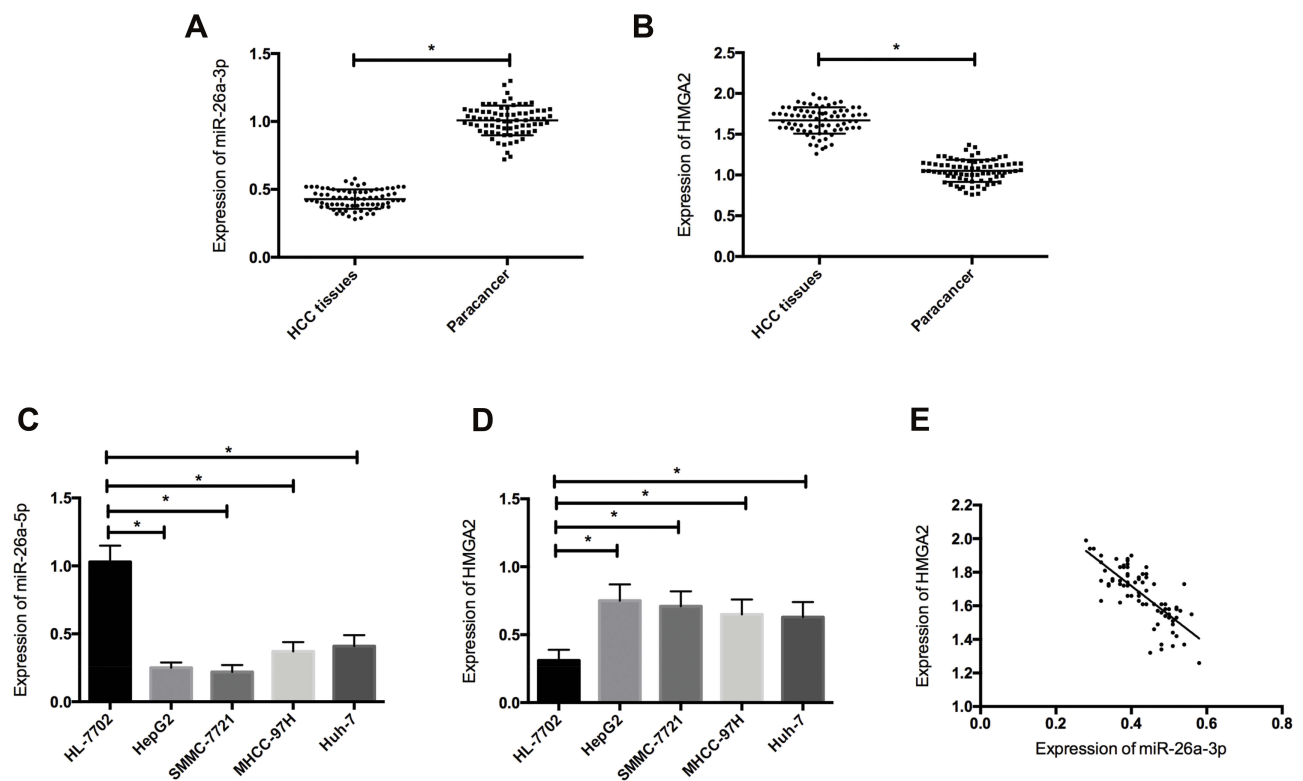 A
Expression of miR-26a-3p
1.5
1.0
0.5
0.0
*
HCC tissues
Paracancer
B
Expression of HMGA2
2.5
2.0
1.5
1.0
0.5
0.0
*
HCC tissues
Paracancer
C
Expression of miR-26a-5p
1.5
1.0
0.5
0.0
*
*
*
*
HL-7702
HepG2
SMMC-7721
MHCC-97H
Huh-7
D
Expression of HMGA2
1.5
1.0
0.5
0.0
*
*
*
*
HL-7702
HepG2
SMMC-7721
MHCC-97H
Huh-7
E
Expression of HMGA2
2.2
2.0
1.8
1.6
1.4
1.2
1.0
0.0
0.2
0.4
0.6
0.8
Expression of miR-26a-3p